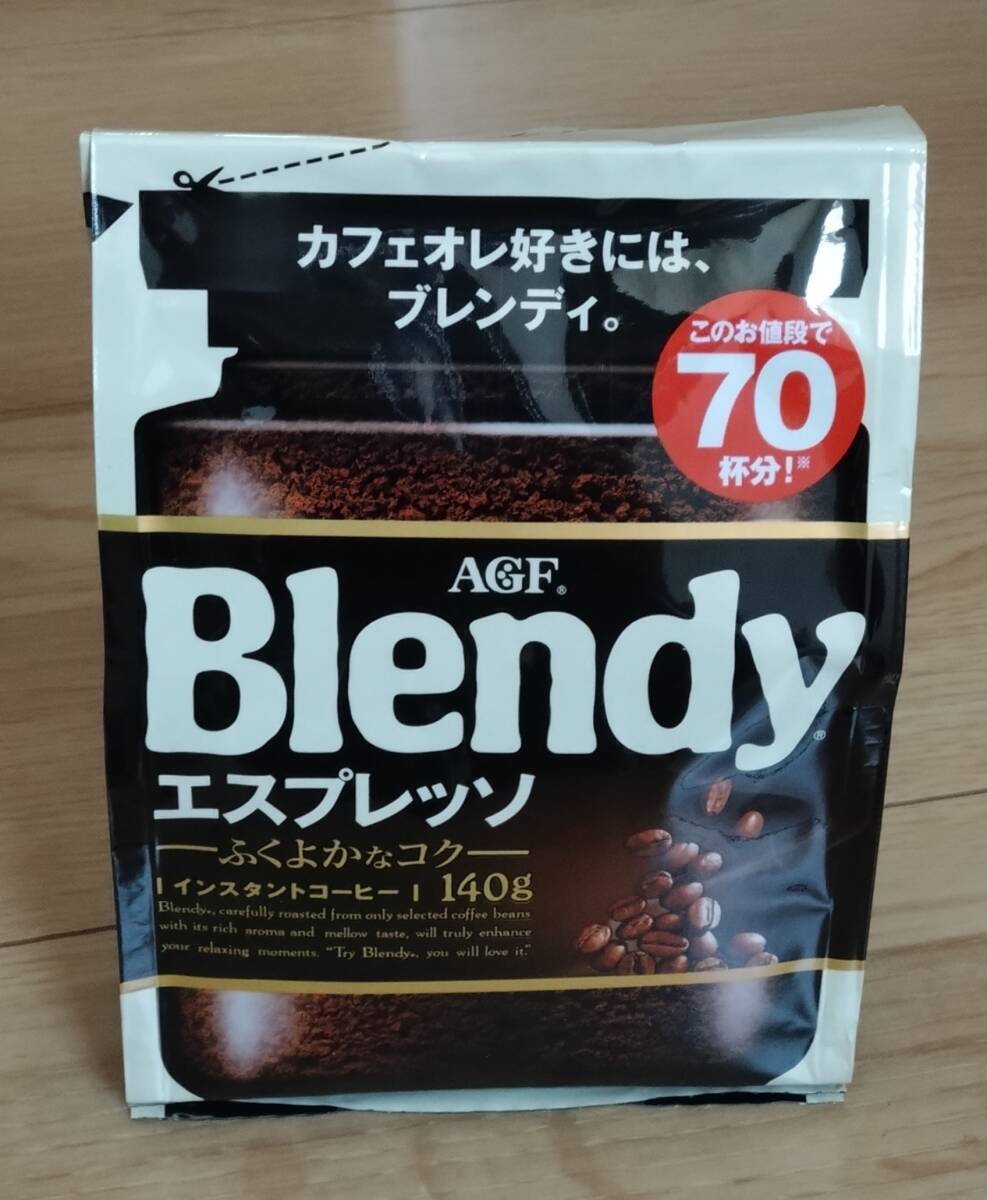 カフェオレ好きには、
ブレンディ。
このお値段で
70
杯分!※
AGF®
Blendy®
エスプレッソ
ふくよかなコク
インスタントコーヒー 140g
Blendy®, carefully roasted from only selected coffee beans
with its rich aroma and mellow taste, will truly enhance
your relaxing moments. "Try Blendy®, you will love it."